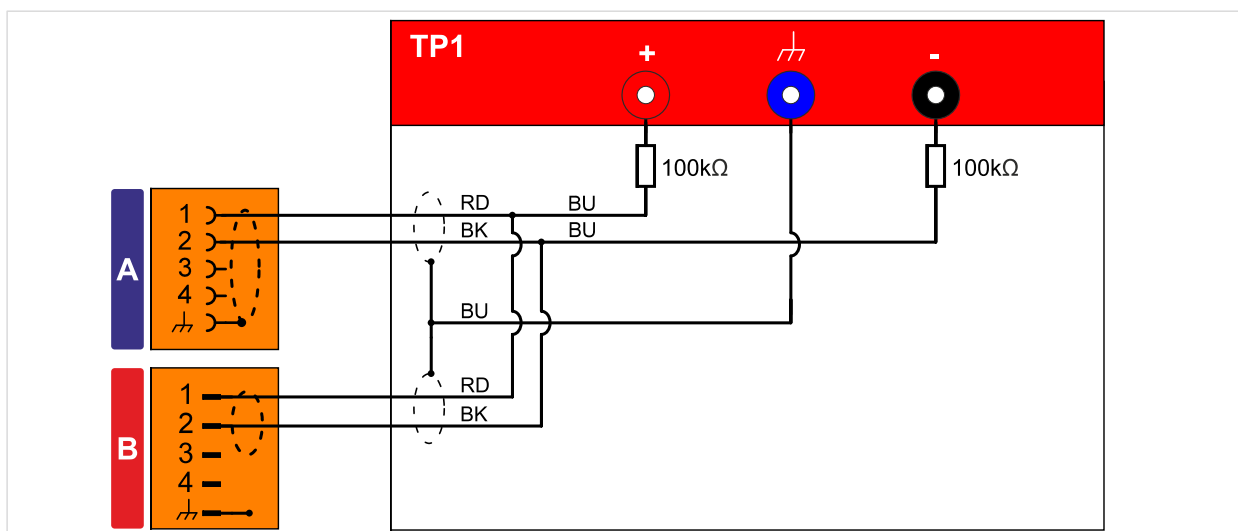 TP1
+ -
100kΩ 100kΩ
A
1 RD BU
2 BK BU
3
4
BU
B
1 RD
2 BK
3
4